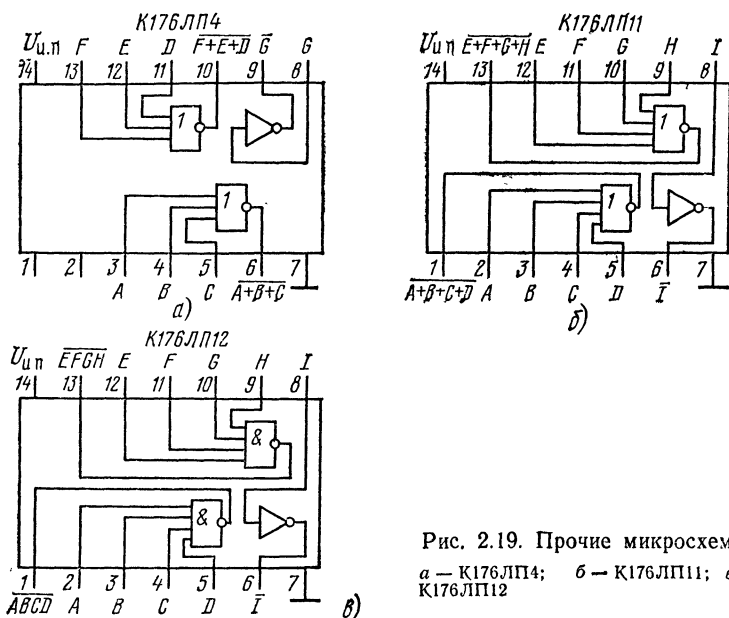 К176ЛП4
Uи.п F E D F+E+D G̅ G
14 13 12 11 10 9 8
1
1
1 2 3 4 5 6 7
A B C A+B+C
а)
К176ЛП11
Uи п E+F+G+H E F G H I
14 13 12 11 10 9 8
1
1
1 2 3 4 5 6 7
A+B+C+D A B C D I̅
б)
К176ЛП12
Uи п EFGH E F G H I
14 13 12 11 10 9 8
&
&
1 2 3 4 5 6 7
ABCD A B C D I̅
в)
Рис. 2.19. Прочие микросхем
а — К176ЛП4; б — К176ЛП11;
К176ЛП12